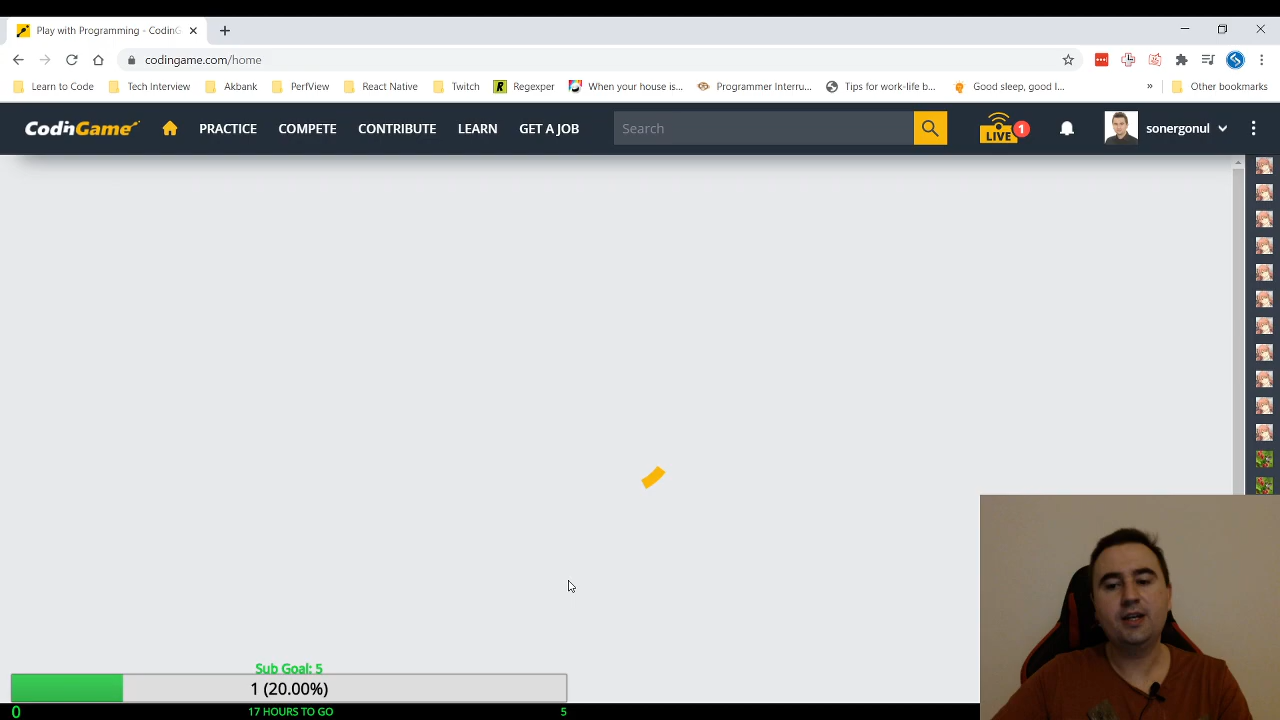 Play with Programming - CodinG
codingame.com/home
Learn to Code Tech Interview Akbank PerfView React Native Twitch Regexper When your house is... Programmer Interru... Tips for work-life b... Good sleep, good l... » Other bookmarks
CodinGame PRACTICE COMPETE CONTRIBUTE LEARN GET A JOB Search LIVE 1 sonergonul
Sub Goal: 5
1 (20.00%)
0 17 HOURS TO GO 5